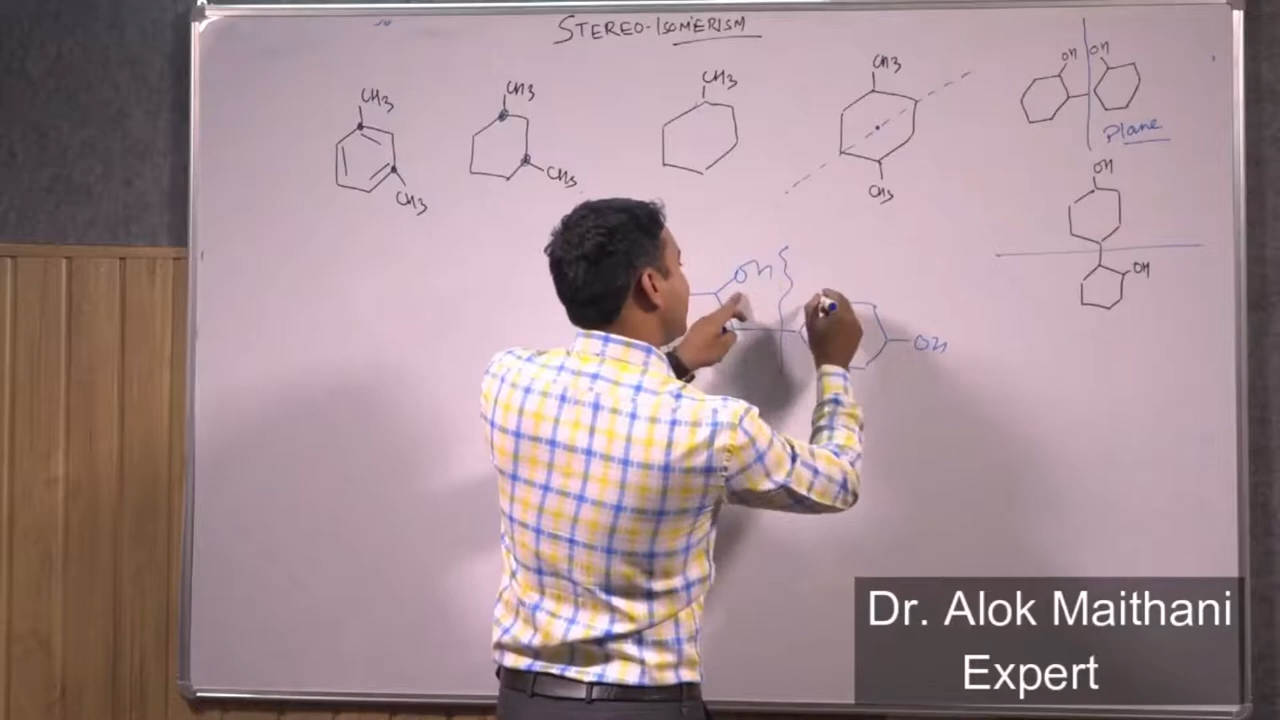 STEREO-ISOMERISM
CH3
CH3
CH3
CH3
CH3
CH3
CH3
OH
OH
Plane
OH
OH
OH
OH
Dr. Alok Maithani
Expert